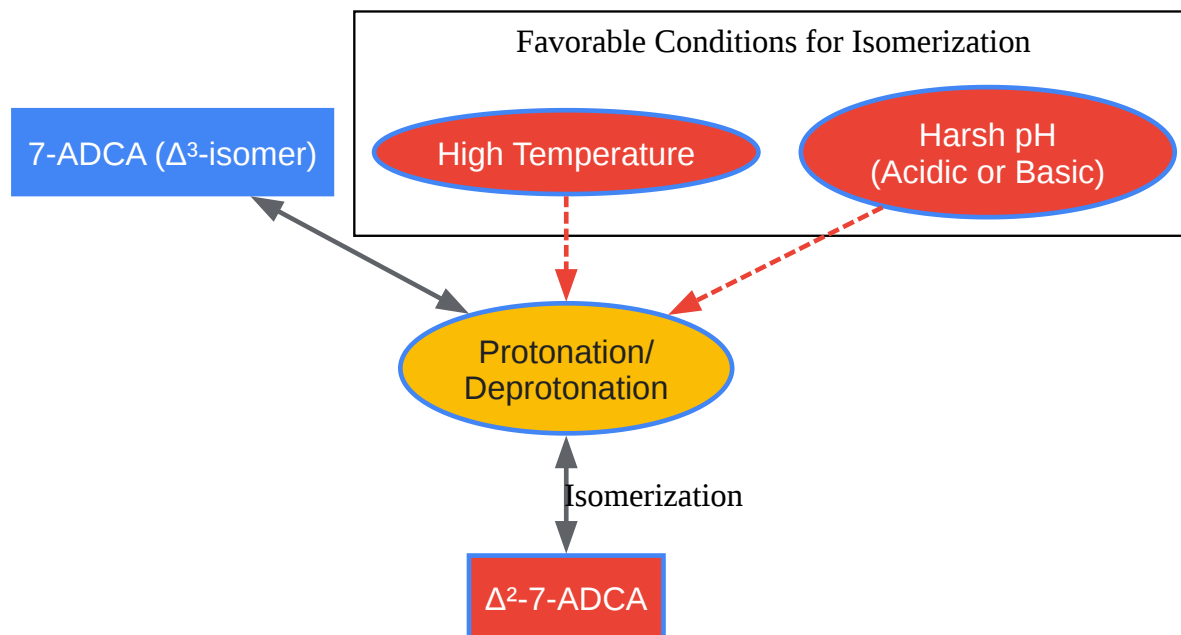 Favorable Conditions for Isomerization
7-ADCA (Δ³-isomer)
High Temperature
Harsh pH
(Acidic or Basic)
Protonation/
Deprotonation
Isomerization
Δ²-7-ADCA